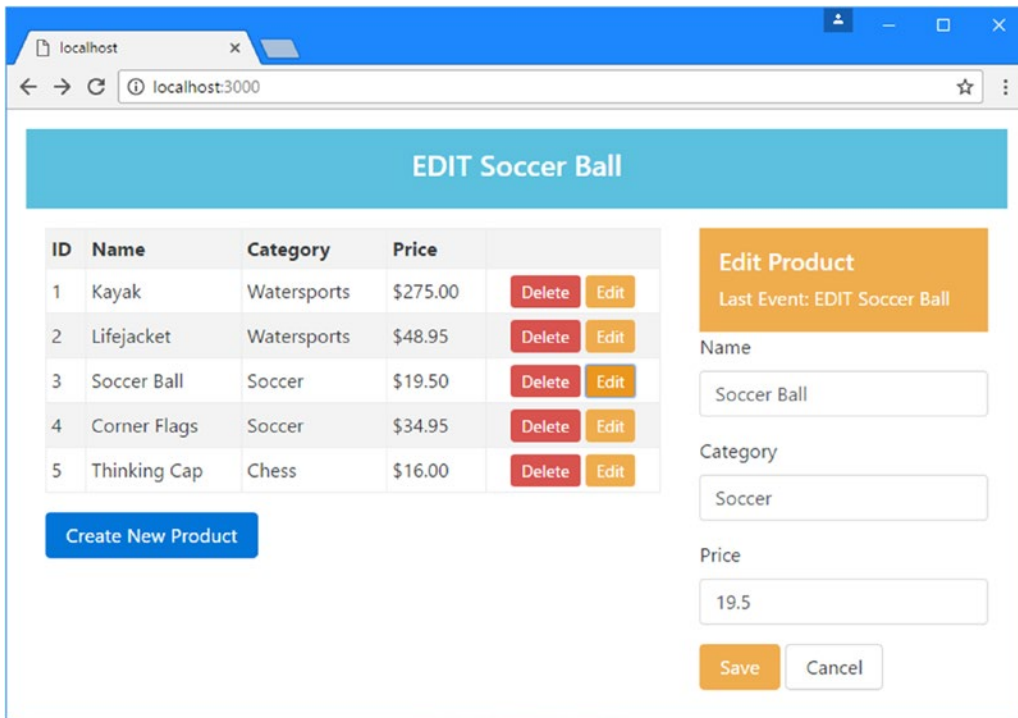 localhost
localhost:3000
EDIT Soccer Ball
ID Name Category Price
1 Kayak Watersports $275.00 Delete Edit
2 Lifejacket Watersports $48.95 Delete Edit
3 Soccer Ball Soccer $19.50 Delete Edit
4 Corner Flags Soccer $34.95 Delete Edit
5 Thinking Cap Chess $16.00 Delete Edit
Create New Product
Edit Product
Last Event: EDIT Soccer Ball
Name
Soccer Ball
Category
Soccer
Price
19.5
Save Cancel